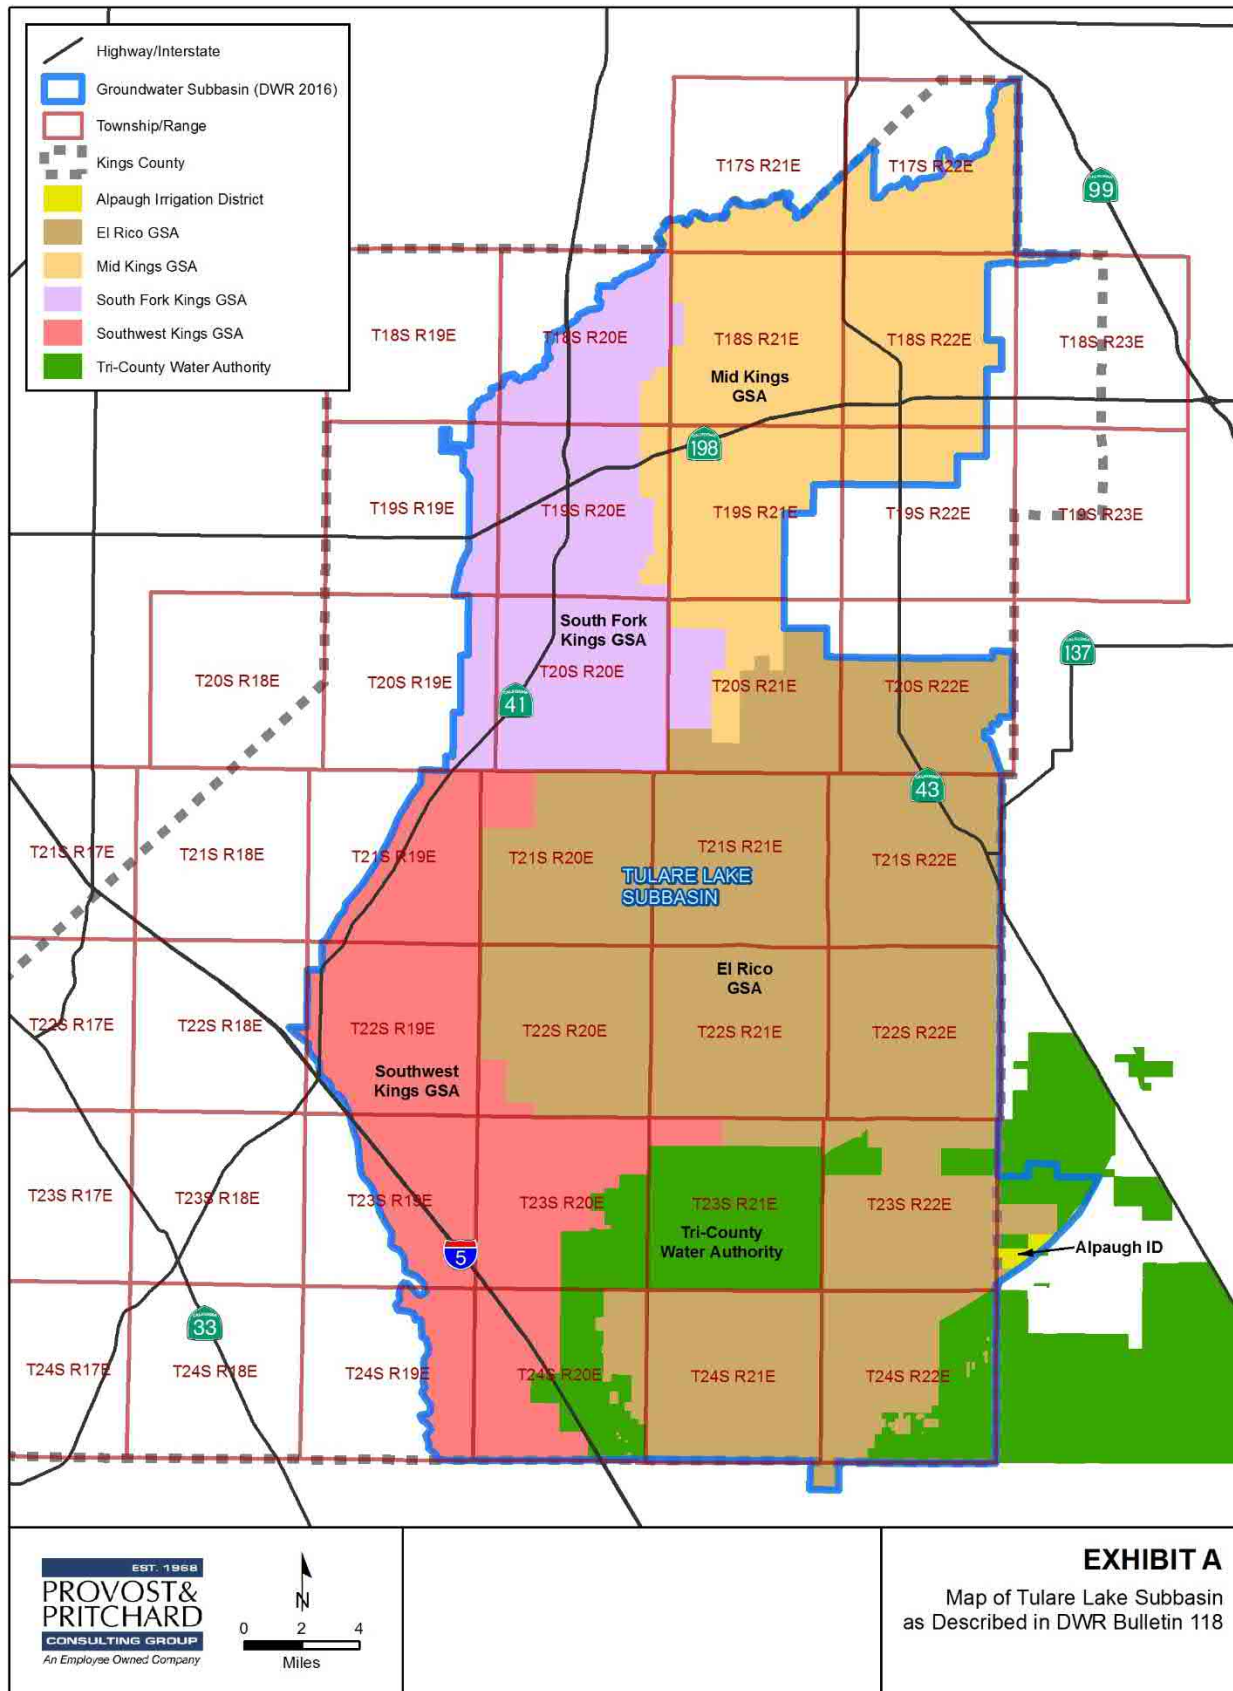 Highway/Interstate
Groundwater Subbasin (DWR 2016)
Township/Range
Kings County
Alpaugh Irrigation District
El Rico GSA
Mid Kings GSA
South Fork Kings GSA
Southwest Kings GSA
Tri-County Water Authority
T17S R21E
T17S R22E
99
T18S R19E
T18S R20E
T18S R21E
T18S R22E
T18S R23E
Mid Kings
GSA
198
T19S R19E
T19S R20E
T19S R21E
T19S R22E
T19S R23E
South Fork
Kings GSA
137
T20S R18E
T20S R19E
T20S R20E
T20S R21E
T20S R22E
41
43
T21S R17E
T21S R18E
T21S R19E
T21S R20E
T21S R21E
T21S R22E
TULARE LAKE
SUBBASIN
El Rico
GSA
T22S R17E
T22S R18E
T22S R19E
T22S R20E
T22S R21E
T22S R22E
Southwest
Kings GSA
T23S R17E
T23S R18E
T23S R19E
T23S R20E
T23S R21E
T23S R22E
Tri-County
Water Authority
Alpaugh ID
5
33
T24S R17E
T24S R18E
T24S R19E
T24S R20E
T24S R21E
T24S R22E
EST. 1968
PROVOST&
PRITCHARD
CONSULTING GROUP
An Employee Owned Company
N
0 2 4
Miles
EXHIBIT A
Map of Tulare Lake Subbasin
as Described in DWR Bulletin 118